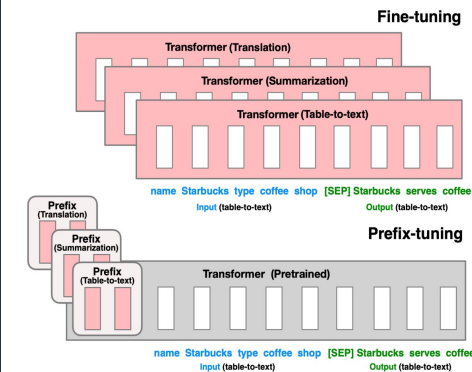 Fine-tuning
Transformer (Translation)
Transformer (Summarization)
Transformer (Table-to-text)
name Starbucks type coffee shop [SEP] Starbucks serves coffee
Input (table-to-text) Output (table-to-text)
Prefix-tuning
Prefix
(Translation)
Prefix
(Summarization)
Prefix
(Table-to-text)
Transformer (Pretrained)
name Starbucks type coffee shop [SEP] Starbucks serves coffee
Input (table-to-text) Output (table-to-text)